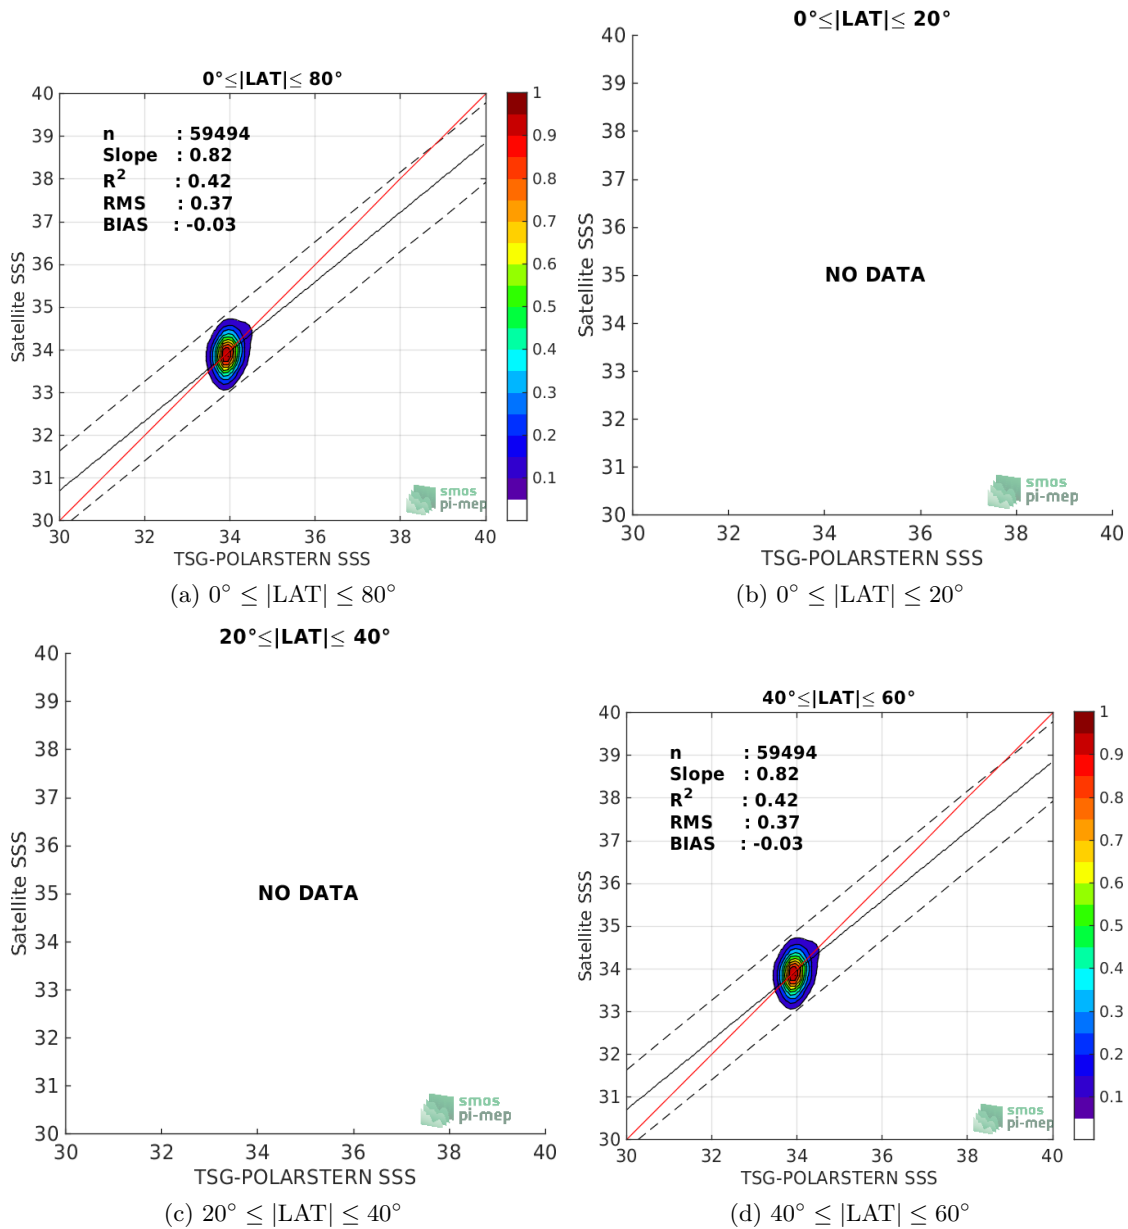 0°≤|LAT|≤ 80°
n : 59494
Slope : 0.82
R2 : 0.42
RMS : 0.37
BIAS : -0.03
40
39
38
37
36
35
34
33
32
31
30
30 32 34 36 38 40
Satellite SSS
TSG-POLARSTERN SSS
1
0.9
0.8
0.7
0.6
0.5
0.4
0.3
0.2
0.1
smos
pi-mep
(a) 0° ≤ |LAT| ≤ 80°
0°≤|LAT|≤ 20°
40
39
38
37
36
35
34
33
32
31
30
30 32 34 36 38 40
Satellite SSS
NO DATA
TSG-POLARSTERN SSS
smos
pi-mep
(b) 0° ≤ |LAT| ≤ 20°
20°≤|LAT|≤ 40°
40
39
38
37
36
35
34
33
32
31
30
30 32 34 36 38 40
Satellite SSS
NO DATA
TSG-POLARSTERN SSS
smos
pi-mep
(c) 20° ≤ |LAT| ≤ 40°
40°≤|LAT|≤ 60°
n : 59494
Slope : 0.82
R2 : 0.42
RMS : 0.37
BIAS : -0.03
40
39
38
37
36
35
34
33
32
31
30
30 32 34 36 38 40
Satellite SSS
TSG-POLARSTERN SSS
1
0.9
0.8
0.7
0.6
0.5
0.4
0.3
0.2
0.1
smos
pi-mep
(d) 40° ≤ |LAT| ≤ 60°